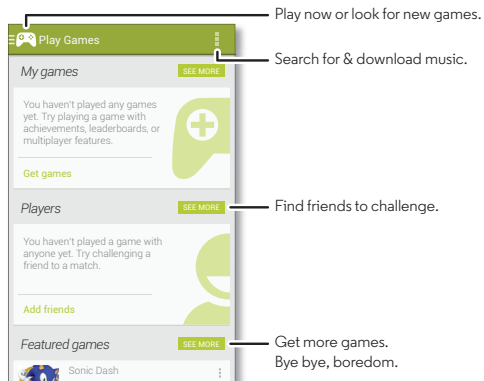 Play now or look for new games.
Play Games
Search for & download music.
My games
SEE MORE
You haven't played any games
yet. Try playing a game with
achievements, leaderboards, or
multiplayer features.
Get games
Players
SEE MORE
Find friends to challenge.
You haven't played a game with
anyone yet. Try challenging a
friend to a match.
Add friends
Featured games
SEE MORE
Get more games.
Bye bye, boredom.
Sonic Dash